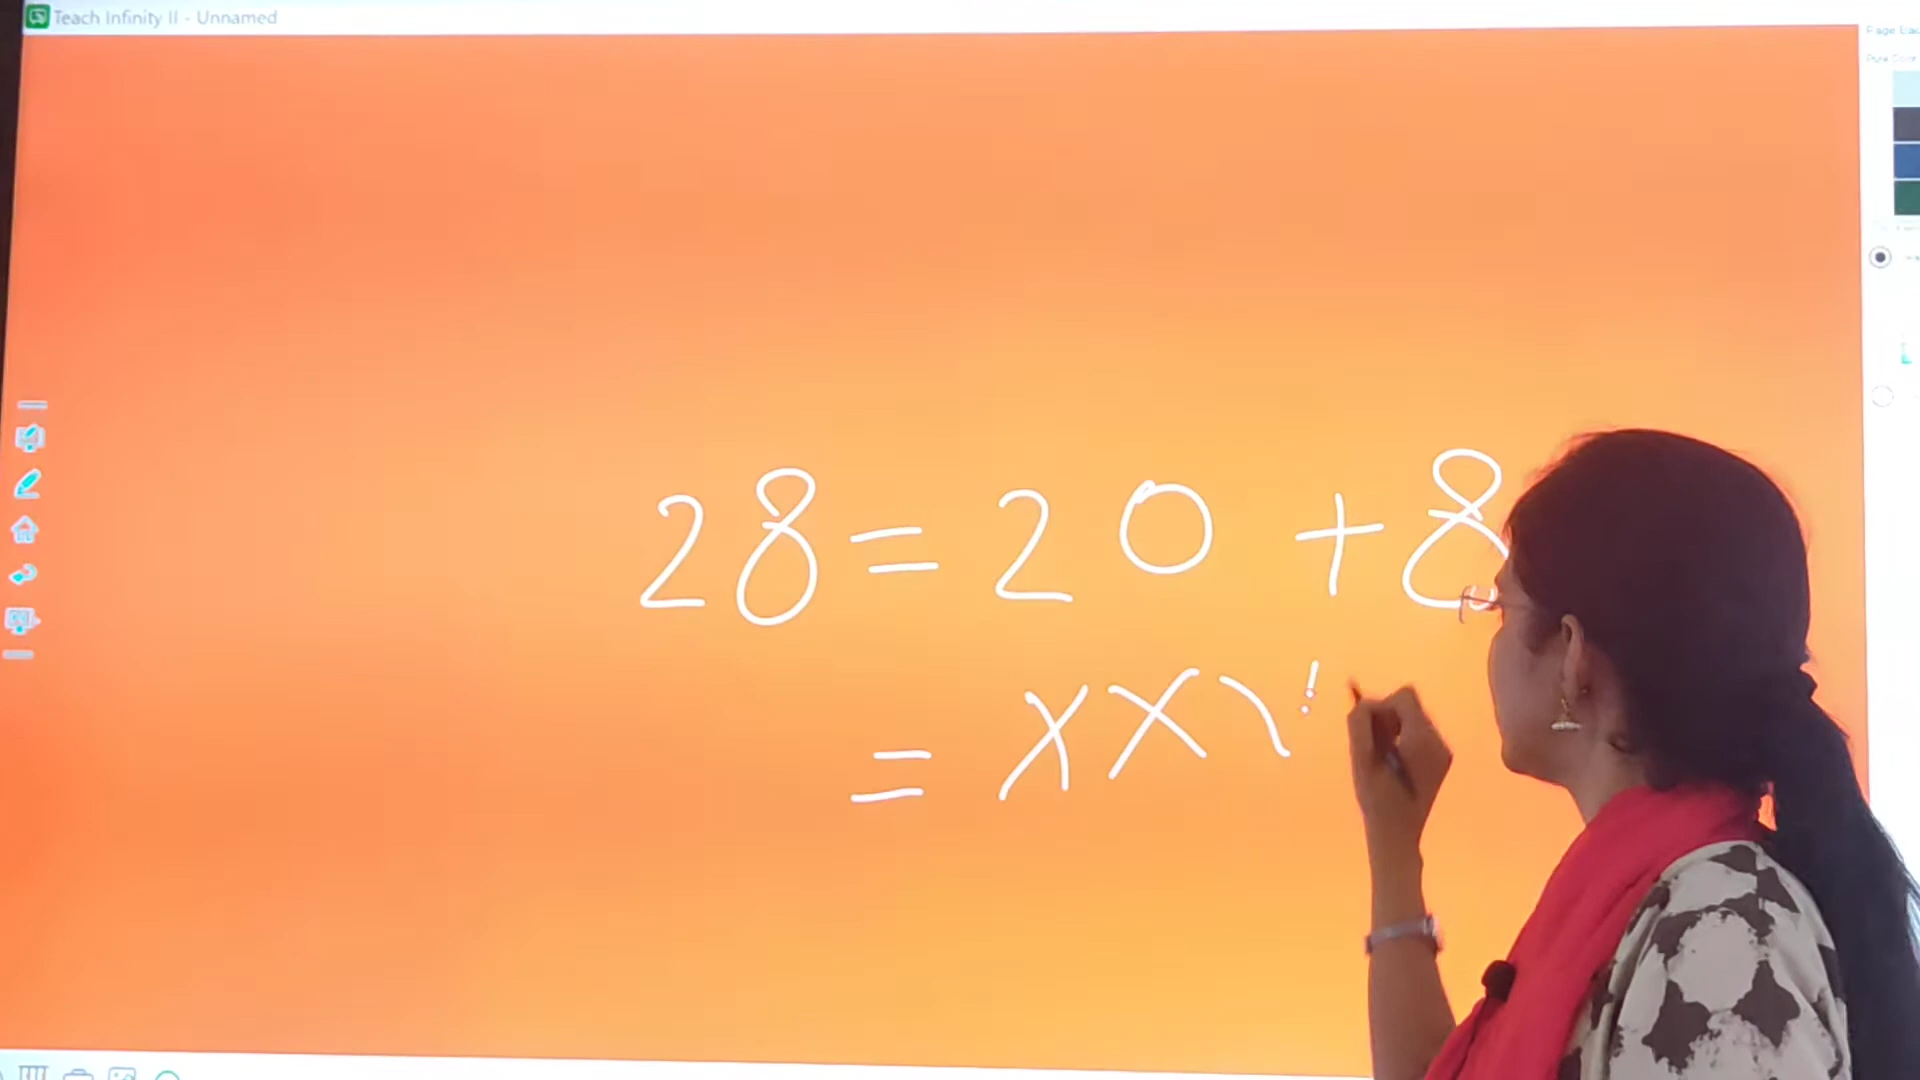 Teach Infinity II - Unnamed
28 = 20 + 8
= XX